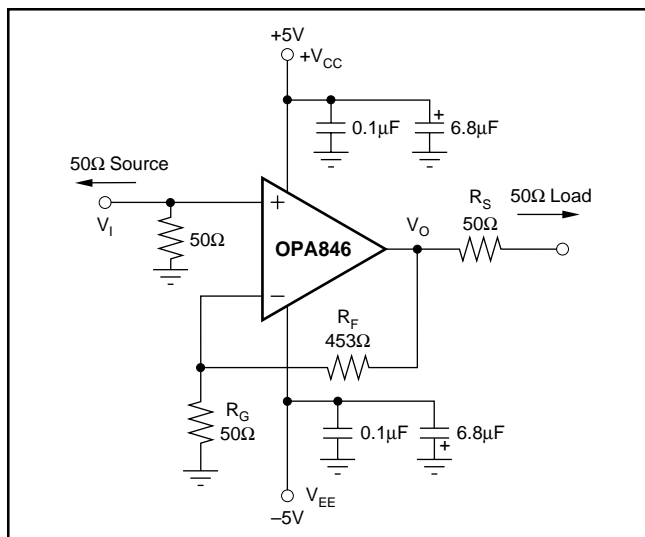 +5V
+V_CC
0.1µF
6.8µF
+
50Ω Source
V_I
50Ω
+
−
OPA846
V_O
R_S
50Ω
50Ω Load
R_F
453Ω
R_G
50Ω
0.1µF
6.8µF
+
V_EE
–5V